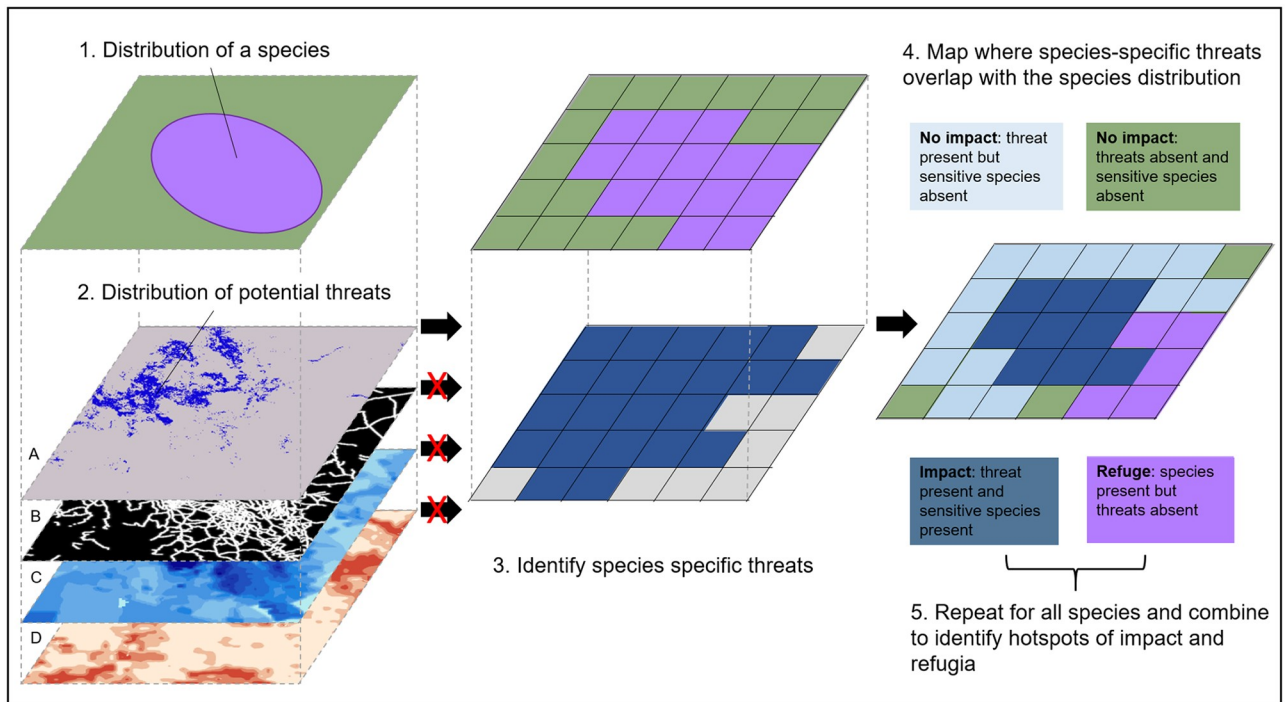 1. Distribution of a species
2. Distribution of potential threats
A
B
C
D
X
X
X
3. Identify species specific threats
4. Map where species-specific threats
overlap with the species distribution
No impact: threat
present but
sensitive species
absent
No impact:
threats absent and
sensitive species
absent
Impact: threat
present and
sensitive species
present
Refuge: species
present but
threats absent
5. Repeat for all species and combine
to identify hotspots of impact and
refugia